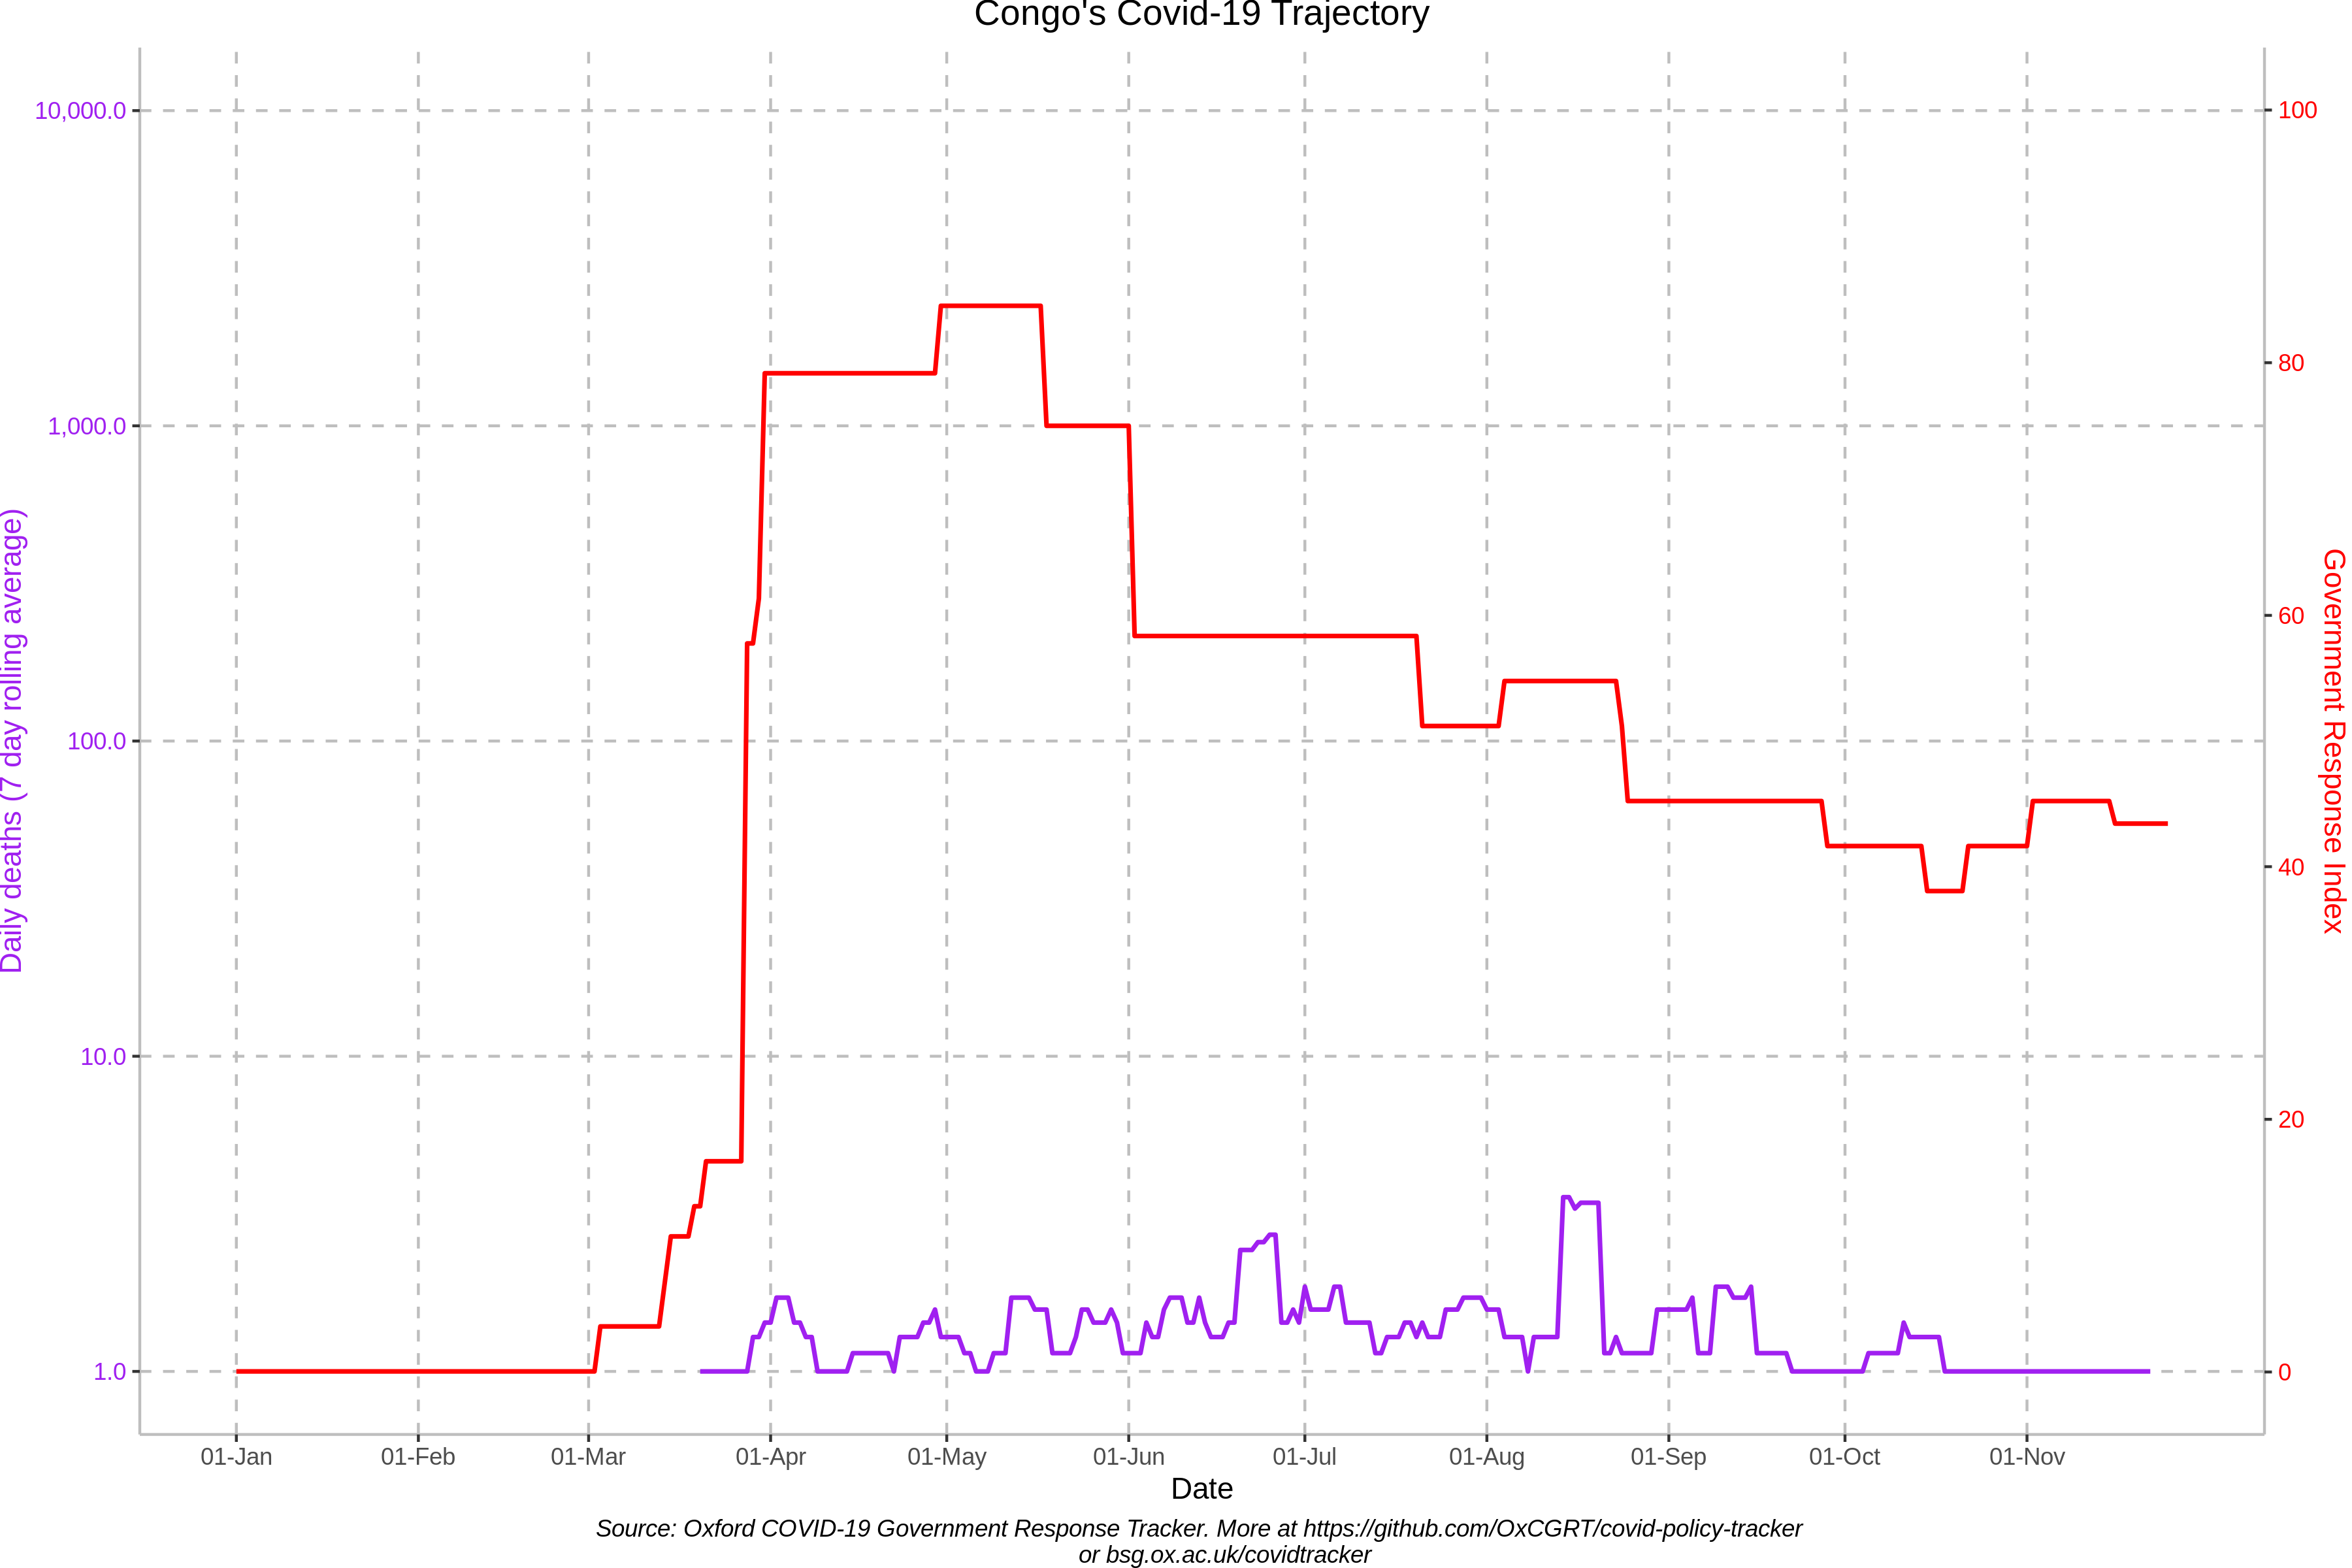 Congo's Covid-19 Trajectory
10,000.0
1,000.0
100.0
10.0
1.0
Daily deaths (7 day rolling average)
100
80
60
40
20
0
Government Response Index
01-Jan 01-Feb 01-Mar 01-Apr 01-May 01-Jun 01-Jul 01-Aug 01-Sep 01-Oct 01-Nov
Date
Source: Oxford COVID-19 Government Response Tracker. More at https://github.com/OxCGRT/covid-policy-tracker
or bsg.ox.ac.uk/covidtracker